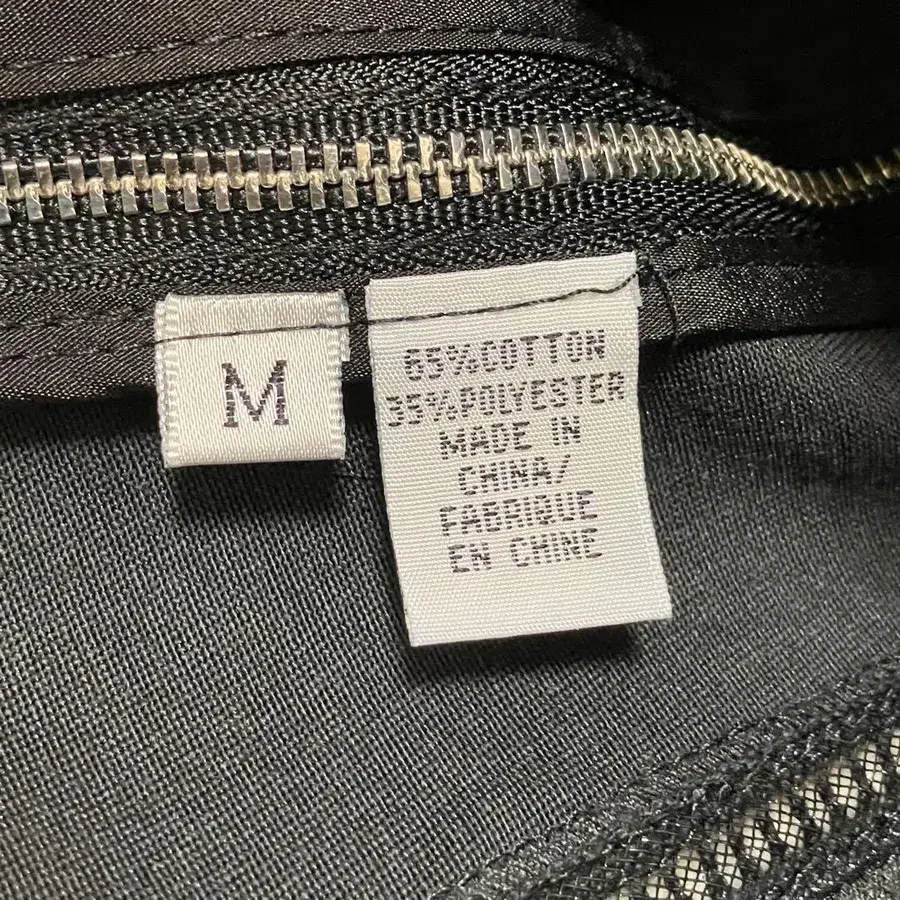 M
65%COTTON
35%POLYESTER
MADE IN
CHINA/
FABRIQUE
EN CHINE